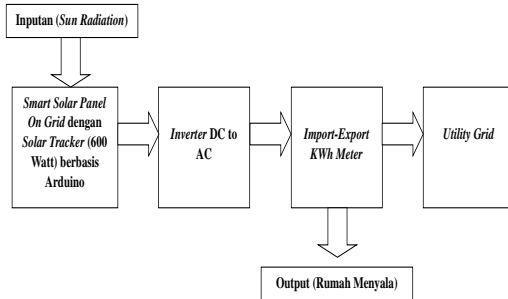 Inputan (Sun Radiation)
Smart Solar Panel
On Grid dengan
Solar Tracker (600
Watt) berbasis
Arduino
Inverter DC to
AC
Import-Export
KWh Meter
Utility Grid
Output (Rumah Menyala)